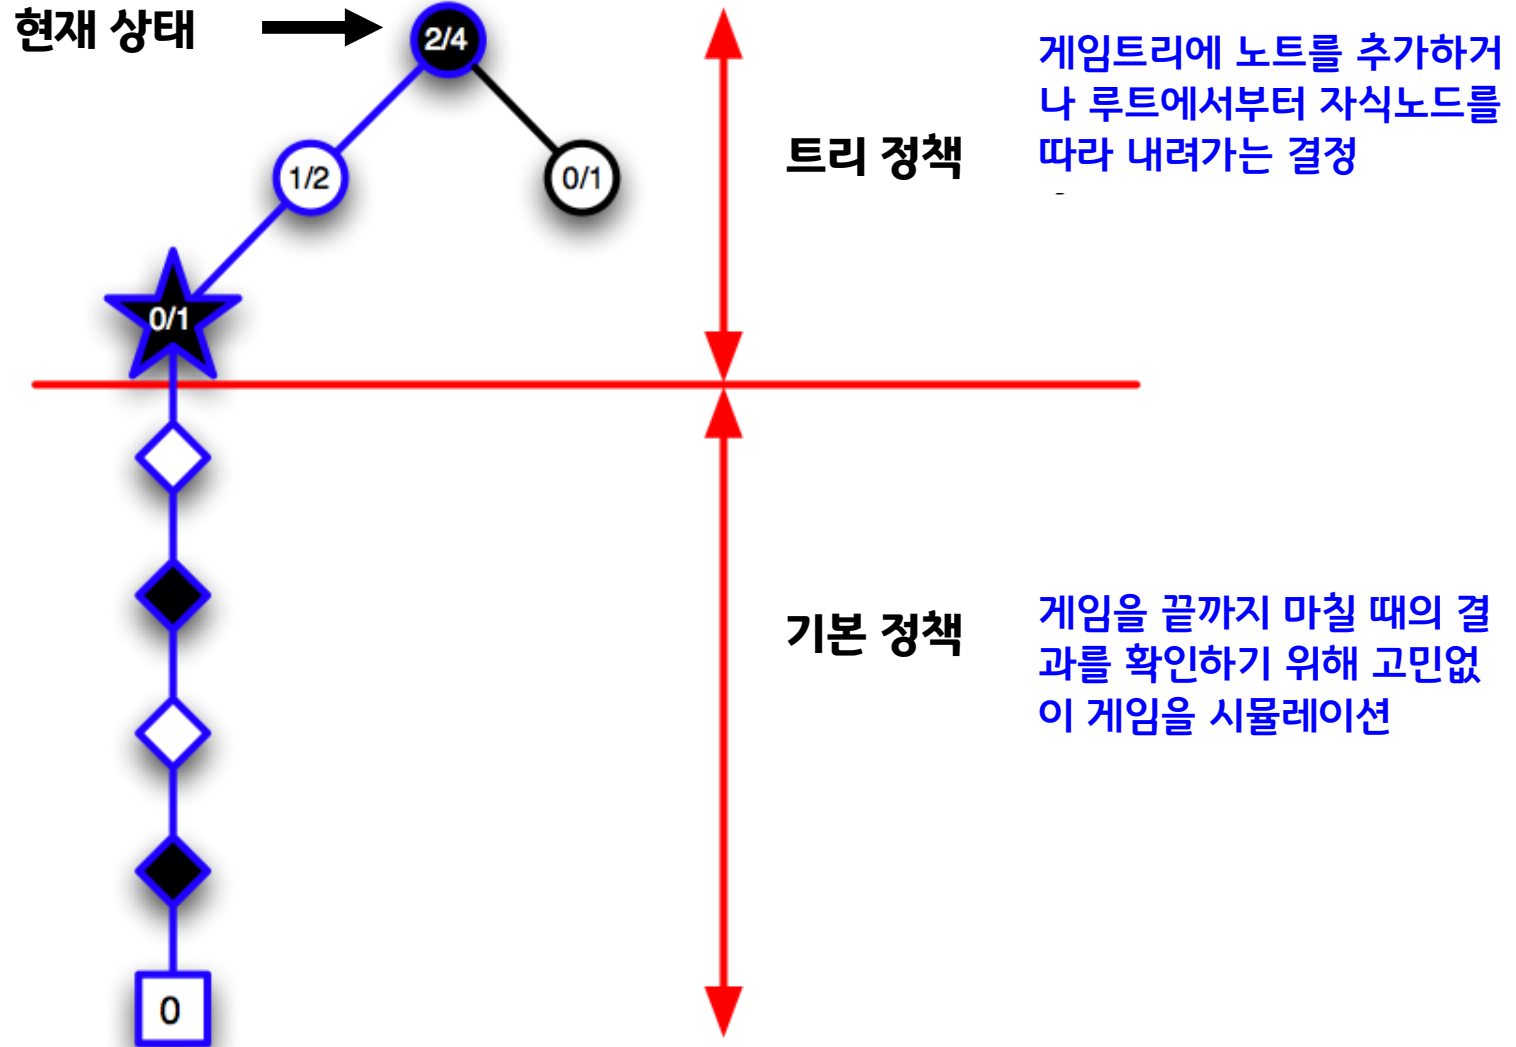 현재 상태
2/4
게임트리에 노트를 추가하거
나 루트에서부터 자식노드를
따라 내려가는 결정
트리 정책
1/2
0/1
0/1
기본 정책
게임을 끝까지 마칠 때의 결
과를 확인하기 위해 고민없
이 게임을 시뮬레이션
0